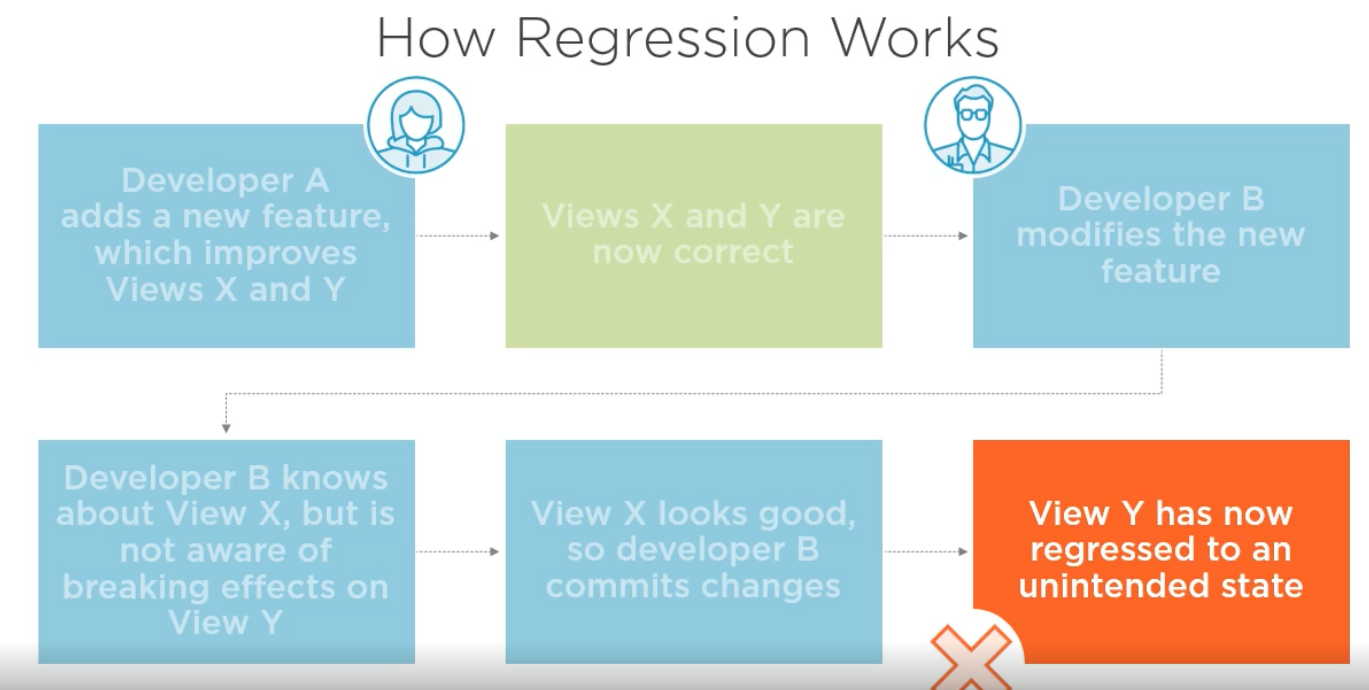 How Regression Works
Developer A
adds a new feature,
which improves
Views X and Y
Views X and Y are
now correct
Developer B
modifies the new
feature
Developer B knows
about View X, but is
not aware of
breaking effects on
View Y
View X looks good,
so developer B
commits changes
View Y has now
regressed to an
unintended state